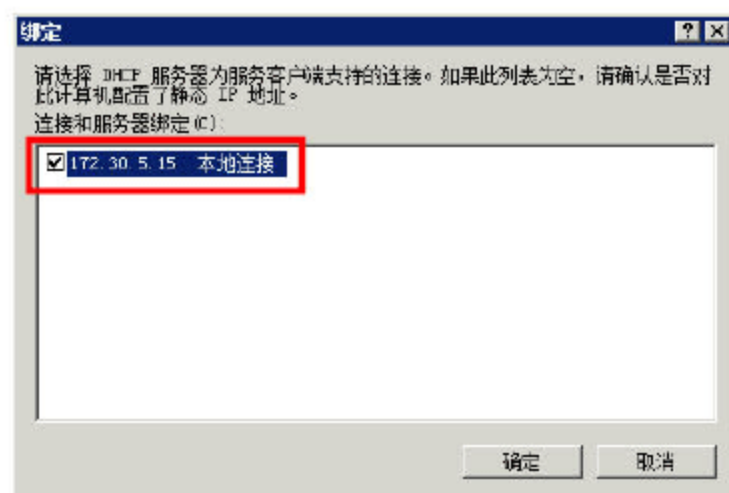 绑定
请选择 DHCP 服务器为服务客户端支持的连接。如果此列表为空，请确认是否对
此计算机配置了静态 IP 地址。
连接和服务器绑定(C):
172.30.5.15 本地连接
确定 取消